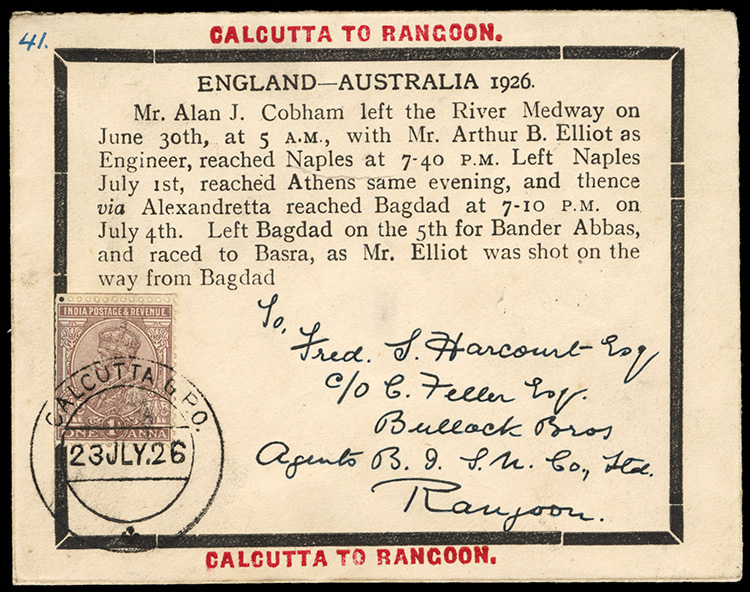 41.
CALCUTTA TO RANGOON.
ENGLAND—AUSTRALIA 1926.
Mr. Alan J. Cobham left the River Medway on
June 30th, at 5 A.M., with Mr. Arthur B. Elliot as
Engineer, reached Naples at 7-40 P.M. Left Naples
July 1st, reached Athens same evening, and thence
via Alexandretta reached Bagdad at 7-10 P.M. on
July 4th. Left Bagdad on the 5th for Bander Abbas,
and raced to Basra, as Mr. Elliot was shot on the
way from Bagdad
INDIA POSTAGE & REVENUE
1
ONE ANNA
CALCUTTA G.P.O.
23JLY.26
To,
Fred. S. Harcourt Esq
C/O C. Feller Esq.
Bullock Bros
Agents B. I. S. N. Co., Ltd.
Rangoon.
CALCUTTA TO RANGOON.